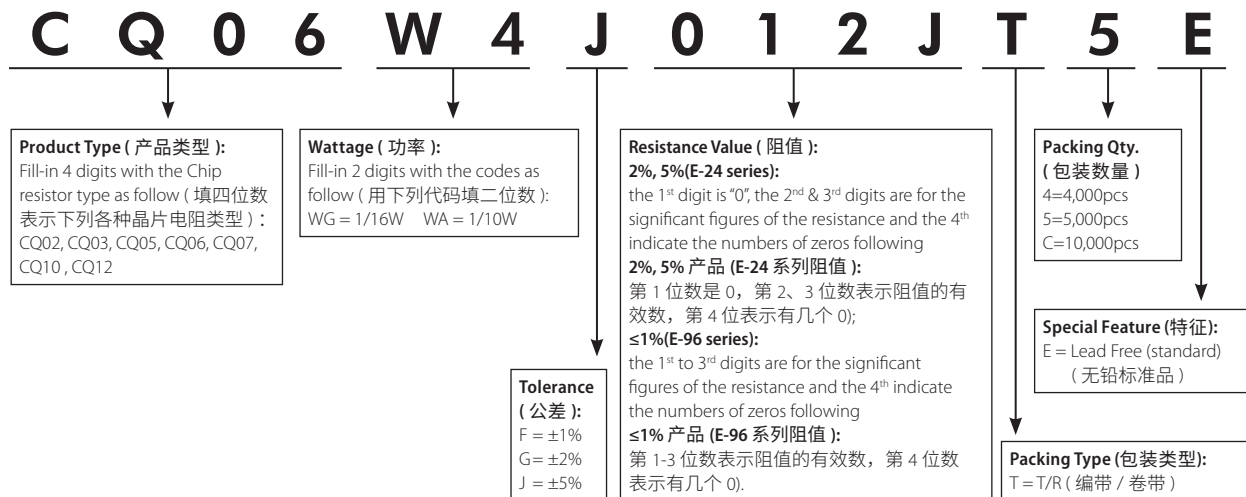 C Q 0 6 W 4 J 0 1 2 J T 5 E
Product Type ( 产品类型 ):
Fill-in 4 digits with the Chip
resistor type as follow ( 填四位数
表示下列各种晶片电阻类型 ) :
CQ02, CQ03, CQ05, CQ06, CQ07,
CQ10 , CQ12
Wattage ( 功率 ):
Fill-in 2 digits with the codes as
follow ( 用下列代码填二位数 ):
WG = 1/16W WA = 1/10W
Tolerance
( 公差 ):
F = ±1%
G= ±2%
J = ±5%
Resistance Value ( 阻值 ):
2%, 5%(E-24 series):
the 1st digit is "0", the 2nd & 3rd digits are for the
significant figures of the resistance and the 4th
indicate the numbers of zeros following
2%, 5% 产品 (E-24 系列阻值 ):
第 1 位数是 0，第 2、3 位数表示阻值的有
效数，第 4 位表示有几个 0);
≤1%(E-96 series):
the 1st to 3rd digits are for the significant
figures of the resistance and the 4th indicate
the numbers of zeros following
≤1% 产品 (E-96 系列阻值 ):
第 1-3 位数表示阻值的有效数，第 4 位数
表示有几个 0).
Packing Qty.
( 包装数量 )
4=4,000pcs
5=5,000pcs
C=10,000pcs
Special Feature (特征):
E = Lead Free (standard)
( 无铅标准品 )
Packing Type (包装类型):
T = T/R ( 编带 / 卷带 )